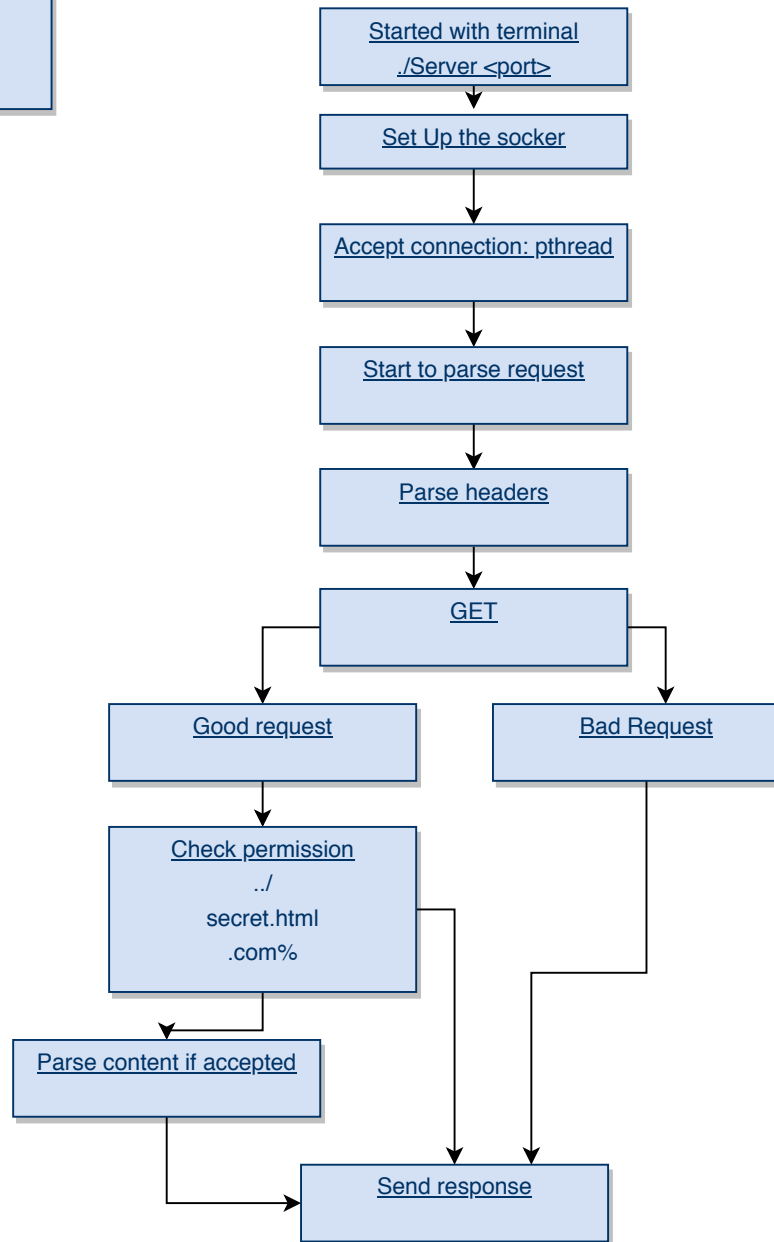 Started with terminal
./Server <port>
Set Up the socker
Accept connection: pthread
Start to parse request
Parse headers
GET
Good request
Bad Request
Check permission
../
secret.html
.com%
Parse content if accepted
Send response